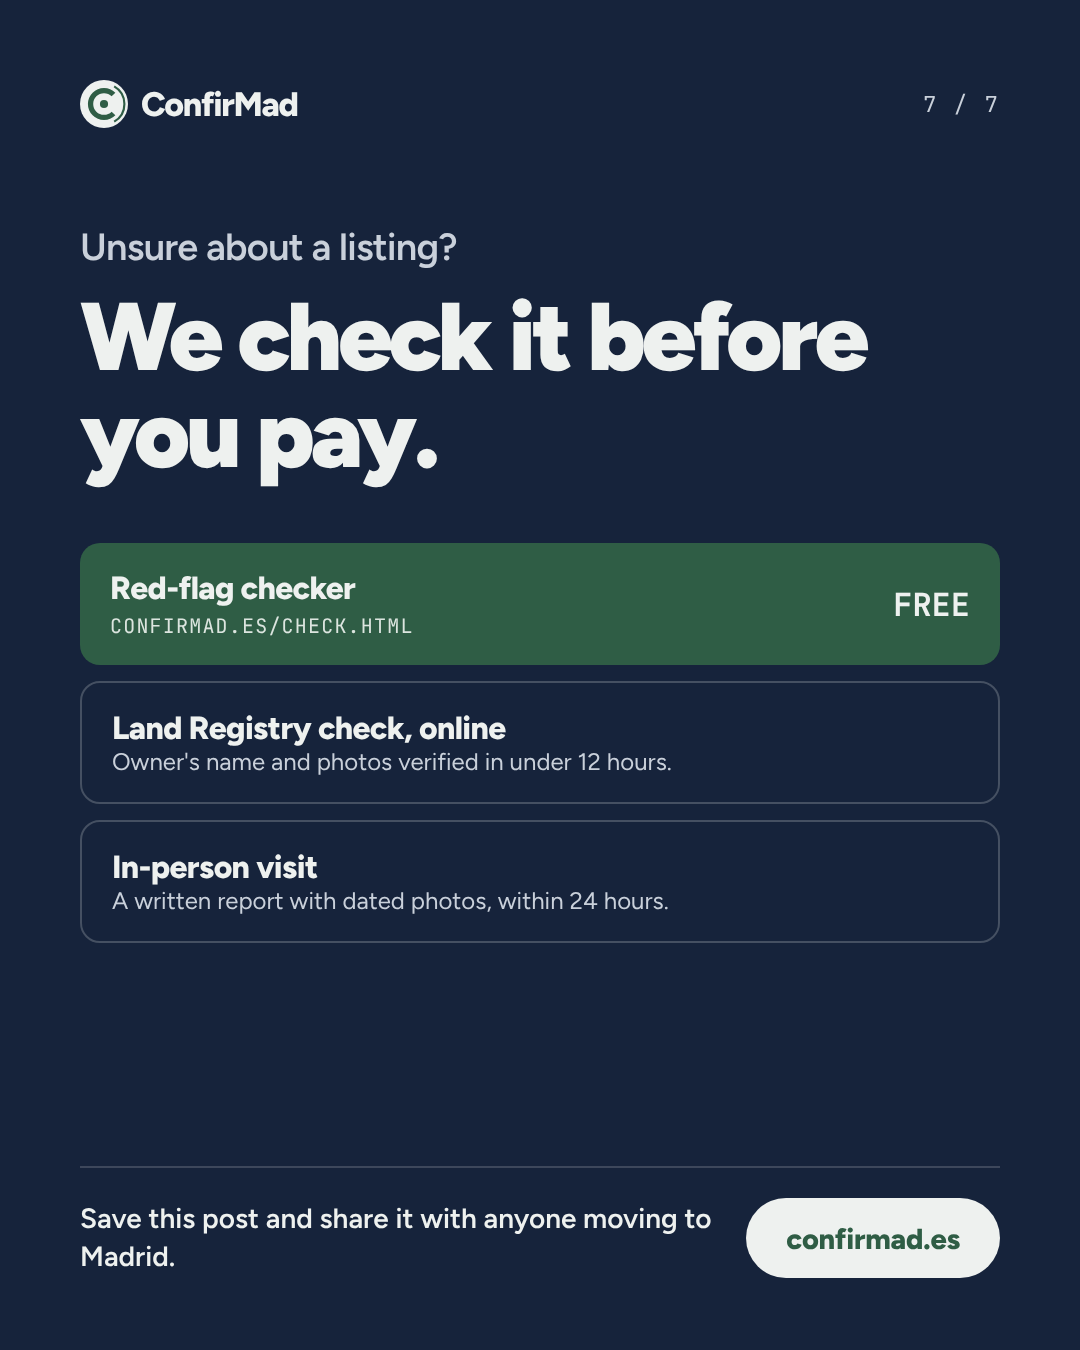 ConfirMad
7 / 7
Unsure about a listing?
We check it before
you pay.
Red-flag checker
CONFIRMAD.ES/CHECK.HTML
FREE
Land Registry check, online
Owner's name and photos verified in under 12 hours.
In-person visit
A written report with dated photos, within 24 hours.
Save this post and share it with anyone moving to
Madrid.
confirmad.es